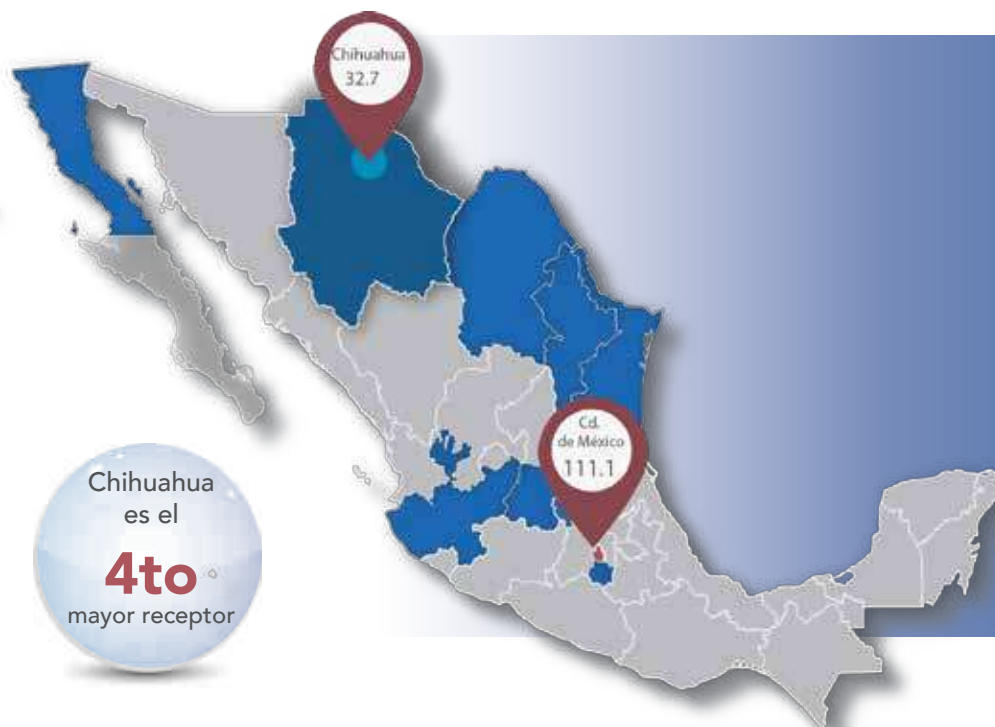 Chihuahua
32.7
Cd.
de México
111.1
Chihuahua
es el
4to
mayor receptor